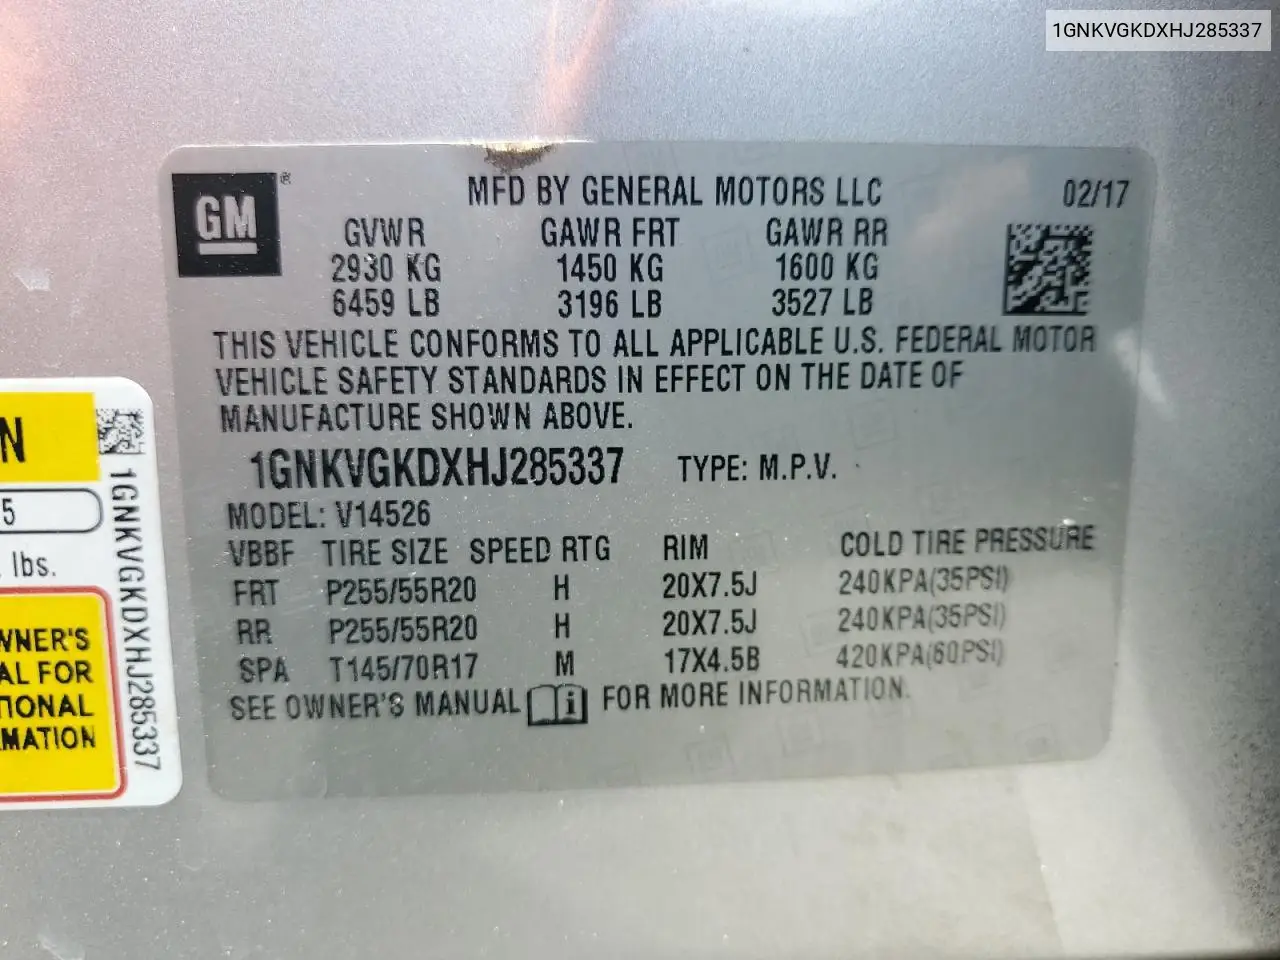 1GNKVGKDXHJ285337
GM ®
MFD BY GENERAL MOTORS LLC 02/17
GVWR GAWR FRT GAWR RR
2930 KG 1450 KG 1600 KG
6459 LB 3196 LB 3527 LB
THIS VEHICLE CONFORMS TO ALL APPLICABLE U.S. FEDERAL MOTOR
VEHICLE SAFETY STANDARDS IN EFFECT ON THE DATE OF
MANUFACTURE SHOWN ABOVE.
1GNKVGKDXHJ285337 TYPE: M.P.V.
MODEL: V14526
VBBF TIRE SIZE SPEED RTG RIM COLD TIRE PRESSURE
FRT P255/55R20 H 20X7.5J 240KPA(35PSI)
RR P255/55R20 H 20X7.5J 240KPA(35PSI)
SPA T145/70R17 M 17X4.5B 420KPA(60PSI)
SEE OWNER'S MANUAL i FOR MORE INFORMATION.
N
5
lbs.
WNER'S
AL FOR
TIONAL
RMATION
1GNKVGKDXHJ285337